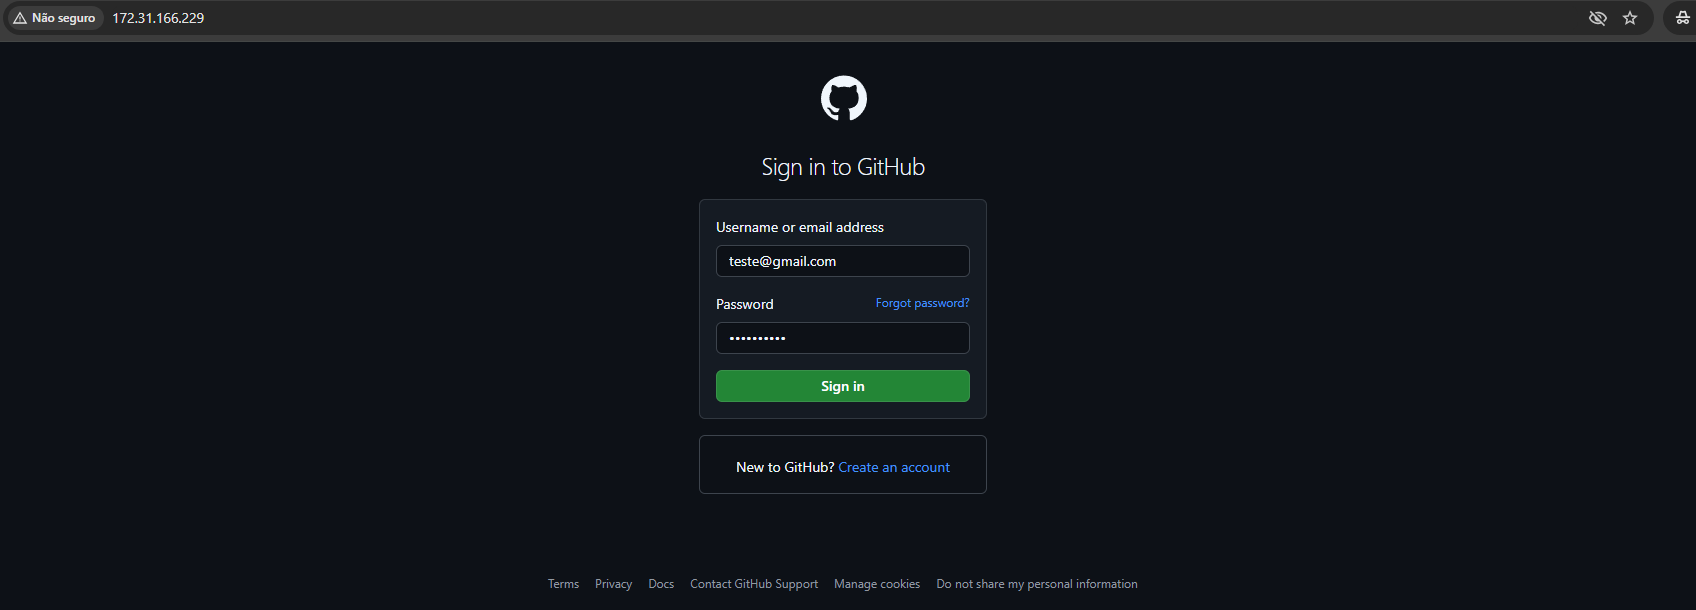 Não seguro 172.31.166.229
Sign in to GitHub
Username or email address
teste@gmail.com
Password Forgot password?
••••••••••
Sign in
New to GitHub? Create an account
Terms Privacy Docs Contact GitHub Support Manage cookies Do not share my personal information